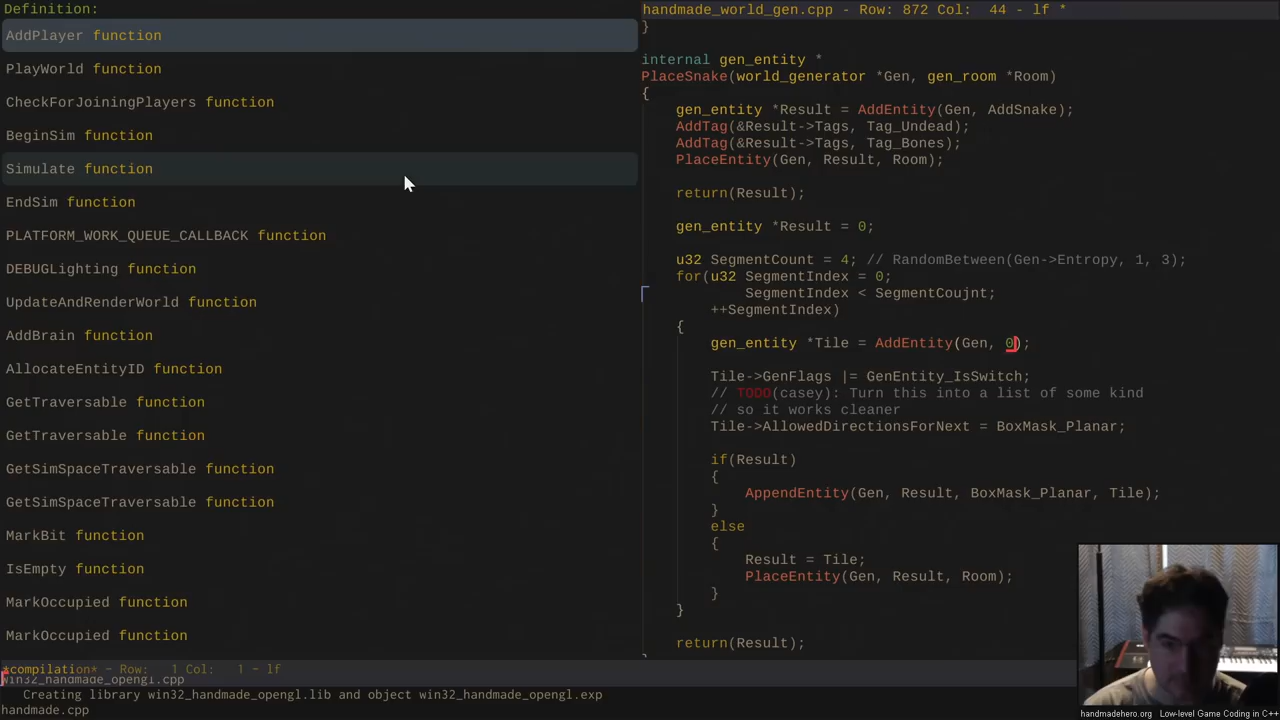 Definition:
AddPlayer function
PlayWorld function
CheckForJoiningPlayers function
BeginSim function
Simulate function
EndSim function
PLATFORM_WORK_QUEUE_CALLBACK function
DEBUGLighting function
UpdateAndRenderWorld function
AddBrain function
AllocateEntityID function
GetTraversable function
GetTraversable function
GetSimSpaceTraversable function
GetSimSpaceTraversable function
MarkBit function
IsEmpty function
MarkOccupied function
MarkOccupied function
*compilation* - Row:   1 Col:   1 - lf
win32_handmade_opengl.cpp
   Creating library win32_handmade_opengl.lib and object win32_handmade_opengl.exp
handmade.cpp
handmade_world_gen.cpp - Row: 872 Col:  44 - lf *
}
internal gen_entity *
PlaceSnake(world_generator *Gen, gen_room *Room)
{
    gen_entity *Result = AddEntity(Gen, AddSnake);
    AddTag(&Result->Tags, Tag_Undead);
    AddTag(&Result->Tags, Tag_Bones);
    PlaceEntity(Gen, Result, Room);
    return(Result);
    gen_entity *Result = 0;
    u32 SegmentCount = 4; // RandomBetween(Gen->Entropy, 1, 3);
    for(u32 SegmentIndex = 0;
            SegmentIndex < SegmentCoujnt;
        ++SegmentIndex)
    {
        gen_entity *Tile = AddEntity(Gen, 0);
        Tile->GenFlags |= GenEntity_IsSwitch;
        // TODO(casey): Turn this into a list of some kind
        // so it works cleaner
        Tile->AllowedDirectionsForNext = BoxMask_Planar;
        if(Result)
        {
            AppendEntity(Gen, Result, BoxMask_Planar, Tile);
        }
        else
        {
            Result = Tile;
            PlaceEntity(Gen, Result, Room);
        }
    }
    return(Result);
handmadehero.org   Low-level Game Coding in C++